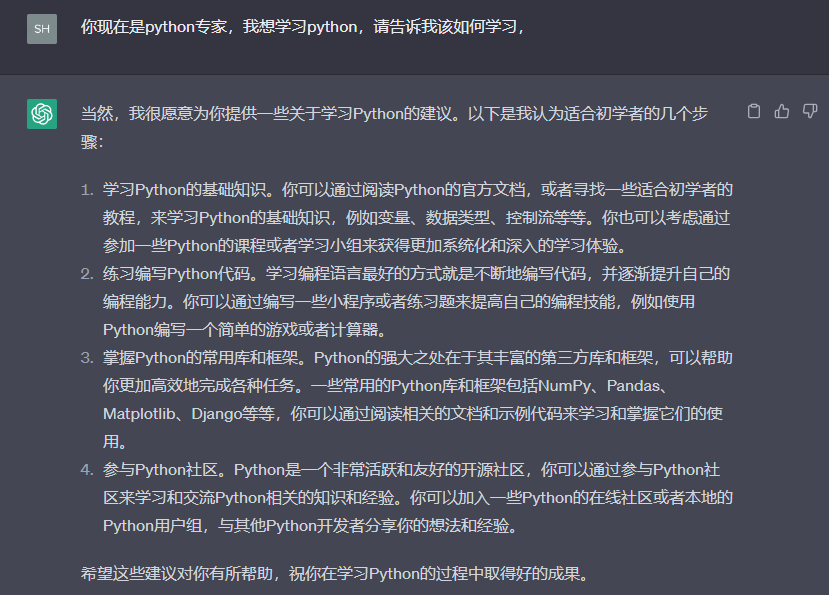 SH
你现在是python专家，我想学习python，请告诉我该如何学习，
当然，我很愿意为你提供一些关于学习Python的建议。以下是我认为适合初学者的几个步
骤：
1. 学习Python的基础知识。你可以通过阅读Python的官方文档，或者寻找一些适合初学者的
教程，来学习Python的基础知识，例如变量、数据类型、控制流等等。你也可以考虑通过
参加一些Python的课程或者学习小组来获得更加系统化和深入的学习体验。
2. 练习编写Python代码。学习编程语言最好的方式就是不断地编写代码，并逐渐提升自己的
编程能力。你可以通过编写一些小程序或者练习题来提高自己的编程技能，例如使用
Python编写一个简单的游戏或者计算器。
3. 掌握Python的常用库和框架。Python的强大之处在于其丰富的第三方库和框架，可以帮助
你更加高效地完成各种任务。一些常用的Python库和框架包括NumPy、Pandas、
Matplotlib、Django等等，你可以通过阅读相关的文档和示例代码来学习和掌握它们的使
用。
4. 参与Python社区。Python是一个非常活跃和友好的开源社区，你可以通过参与Python社
区来学习和交流Python相关的知识和经验。你可以加入一些Python的在线社区或者本地的
Python用户组，与其他Python开发者分享你的想法和经验。
希望这些建议对你有所帮助，祝你在学习Python的过程中取得好的成果。